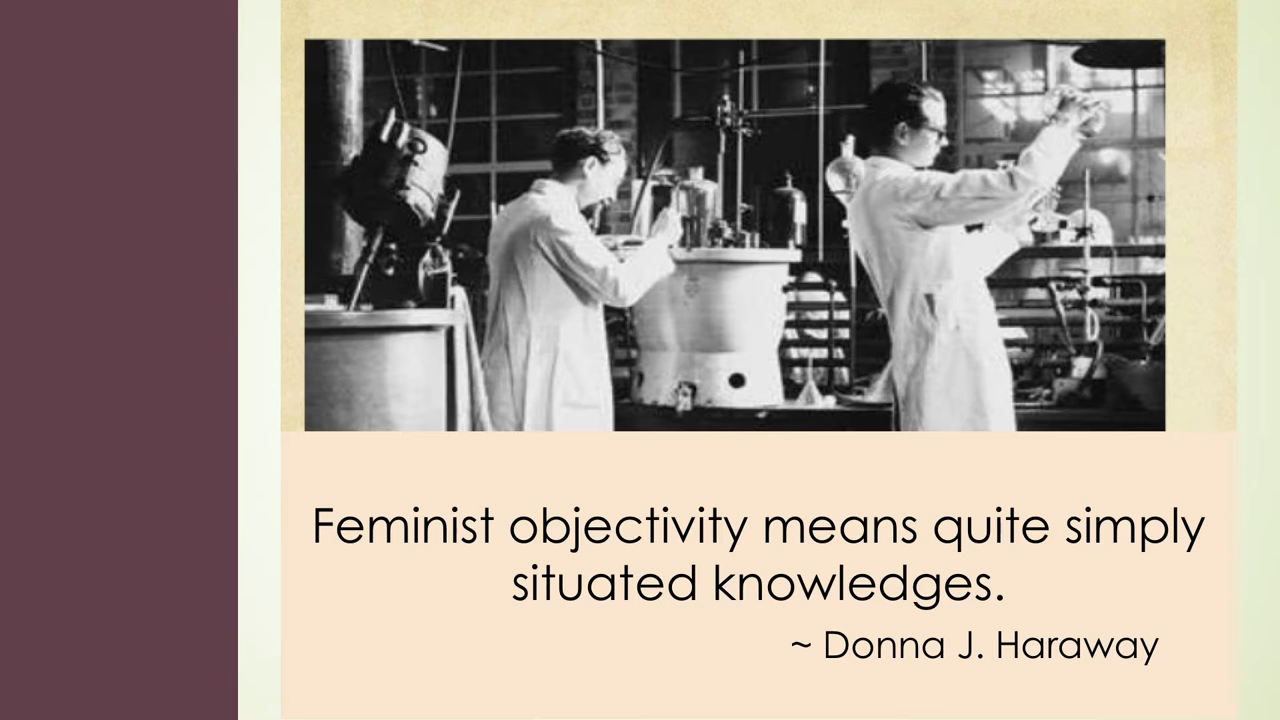 Feminist objectivity means quite simply
situated knowledges.
~ Donna J. Haraway